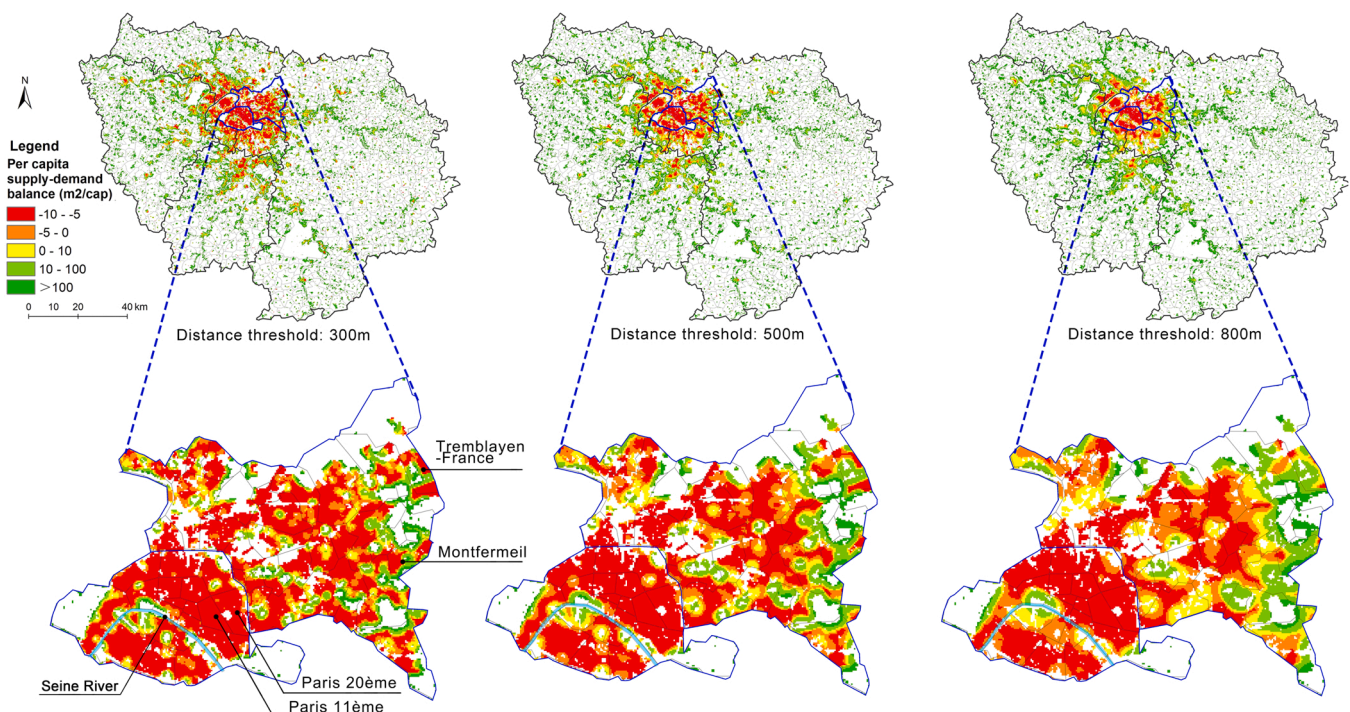 N
Legend
Per capita
supply-demand
balance (m2/cap)
-10 - -5
-5 - 0
0 - 10
10 - 100
>100
0 10 20 40 km
Distance threshold: 300m
Distance threshold: 500m
Distance threshold: 800m
Tremblayen
-France
Montfermeil
Seine River
Paris 20ème
Paris 11ème